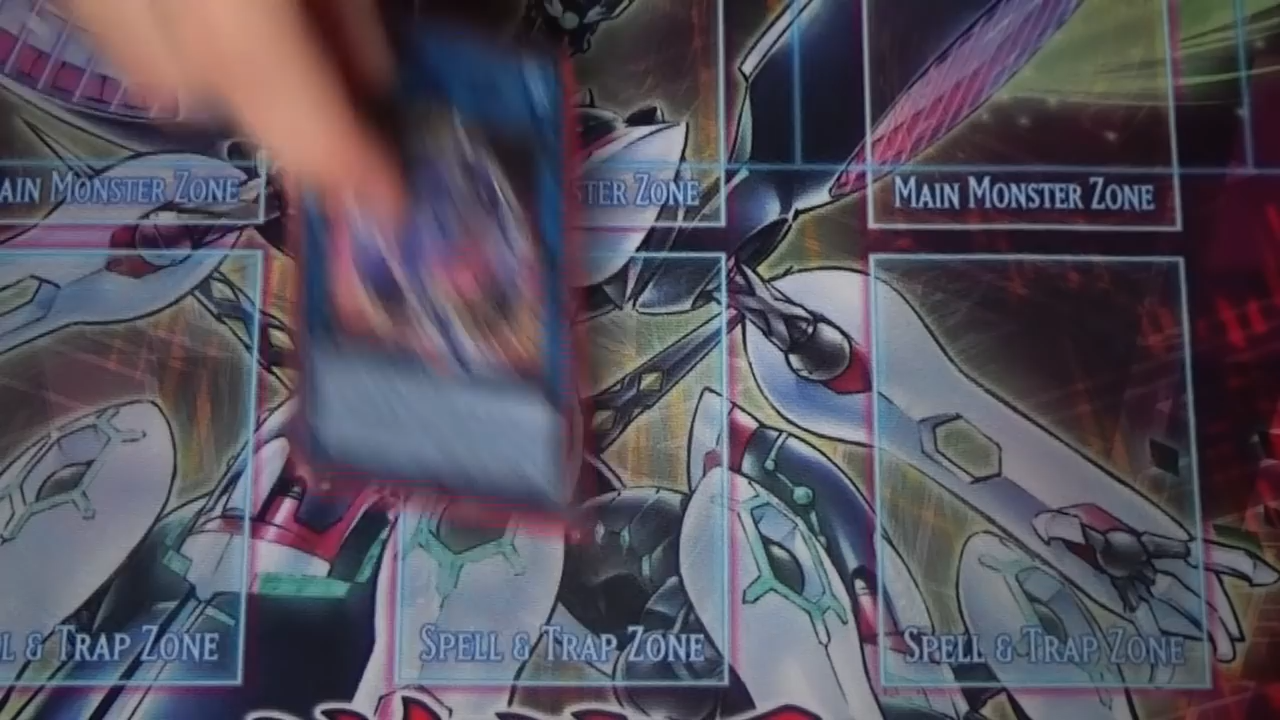 AIN MONSTER ZONE
STER ZONE
MAIN MONSTER ZONE
L & TRAP ZONE
SPELL & TRAP ZONE
SPELL & TRAP ZONE